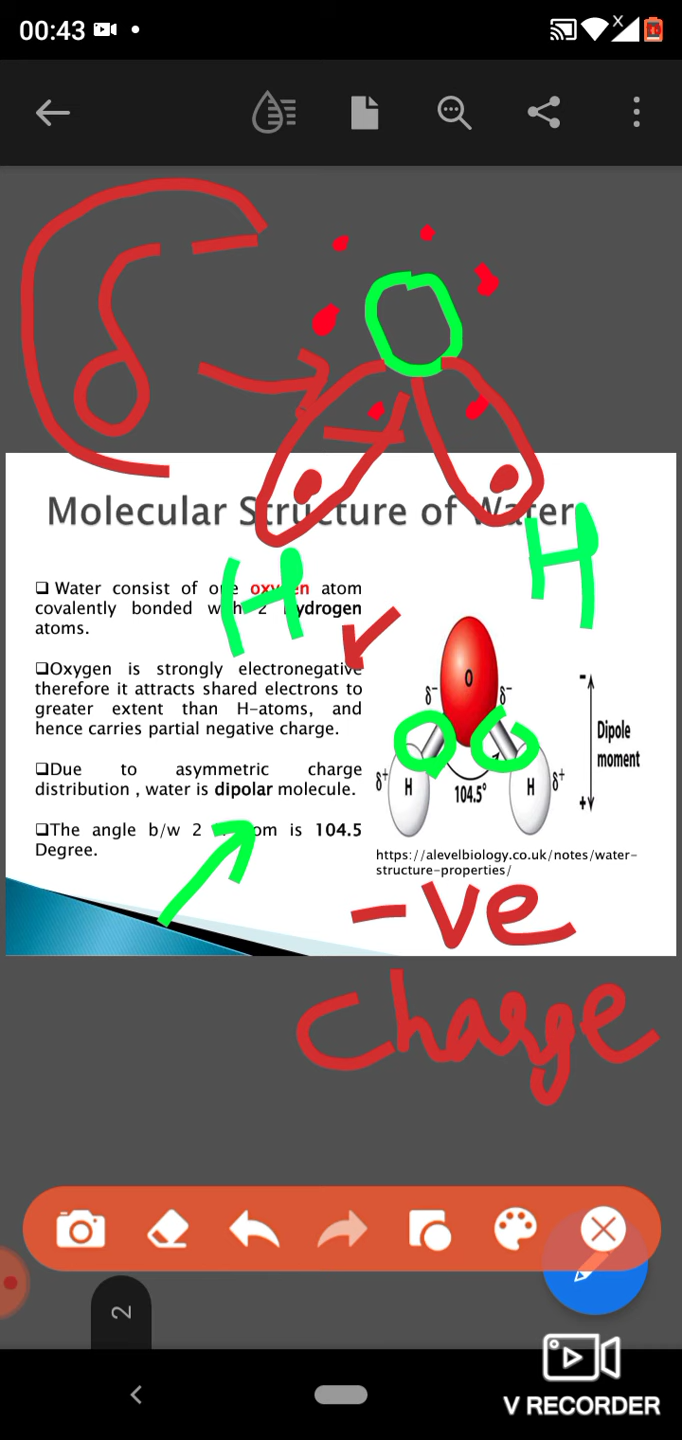 00:43
δ-
Molecular Structure of Water
H H
❑ Water consist of one oxygen atom
covalently bonded with 2 hydrogen
atoms.
❑Oxygen is strongly electronegative
therefore it attracts shared electrons to
greater extent than H-atoms, and
hence carries partial negative charge.
❑Due to asymmetric charge
distribution , water is dipolar molecule.
❑The angle b/w 2 is 104.5
Degree.
O
δ- δ-
H H
δ+ δ+
104.5°
-
Dipole
moment
+
https://alevelbiology.co.uk/notes/water-
structure-properties/
-ve
charge
2
V RECORDER